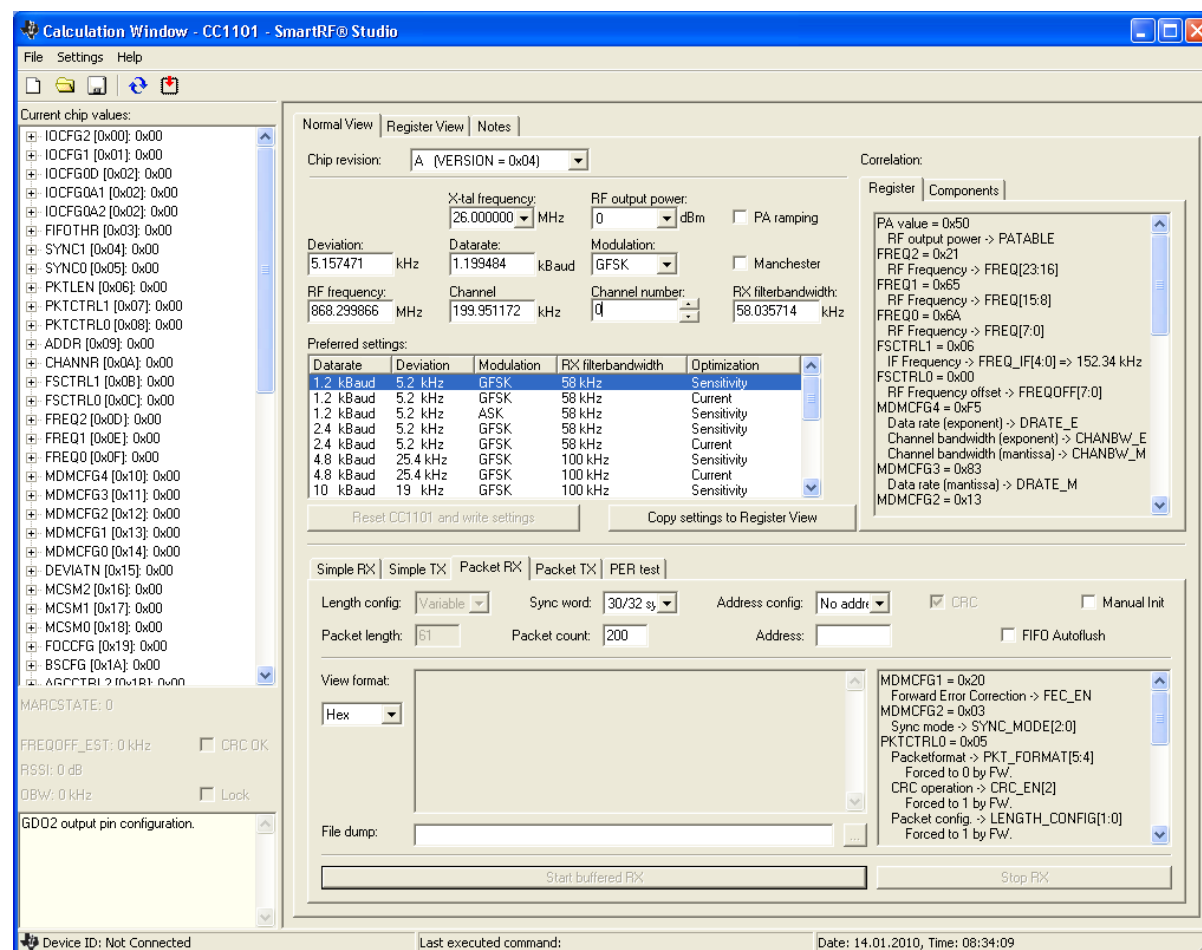 Calculation Window - CC1101 - SmartRF® Studio
File Settings Help
Current chip values:
IOCFG2 [0x00]: 0x00
IOCFG1 [0x01]: 0x00
IOCFG0D [0x02]: 0x00
IOCFG0A1 [0x02]: 0x00
IOCFG0A2 [0x02]: 0x00
FIFOTHR [0x03]: 0x00
SYNC1 [0x04]: 0x00
SYNC0 [0x05]: 0x00
PKTLEN [0x06]: 0x00
PKTCTRL1 [0x07]: 0x00
PKTCTRL0 [0x08]: 0x00
ADDR [0x09]: 0x00
CHANNR [0x0A]: 0x00
FSCTRL1 [0x0B]: 0x00
FSCTRL0 [0x0C]: 0x00
FREQ2 [0x0D]: 0x00
FREQ1 [0x0E]: 0x00
FREQ0 [0x0F]: 0x00
MDMCFG4 [0x10]: 0x00
MDMCFG3 [0x11]: 0x00
MDMCFG2 [0x12]: 0x00
MDMCFG1 [0x13]: 0x00
MDMCFG0 [0x14]: 0x00
DEVIATN [0x15]: 0x00
MCSM2 [0x16]: 0x00
MCSM1 [0x17]: 0x00
MCSM0 [0x18]: 0x00
FOCCFG [0x19]: 0x00
BSCFG [0x1A]: 0x00
AGCCTRL2 [0x1B]: 0x00
MARCSTATE: 0
FREQOFF_EST: 0 kHz CRC OK
RSSI: 0 dB
OBW: 0 kHz Lock
GDO2 output pin configuration.
Normal View Register View Notes
Chip revision: A (VERSION = 0x04)
X-tal frequency: RF output power:
26.000000 MHz 0 dBm PA ramping
Deviation: Datarate: Modulation:
5.157471 kHz 1.199484 kBaud GFSK Manchester
RF frequency: Channel Channel number: RX filterbandwidth:
868.299866 MHz 199.951172 kHz 0 58.035714 kHz
Preferred settings:
Datarate Deviation Modulation RX filterbandwidth Optimization
1.2 kBaud 5.2 kHz GFSK 58 kHz Sensitivity
1.2 kBaud 5.2 kHz GFSK 58 kHz Current
1.2 kBaud 5.2 kHz ASK 58 kHz Sensitivity
2.4 kBaud 5.2 kHz GFSK 58 kHz Sensitivity
2.4 kBaud 5.2 kHz GFSK 58 kHz Current
4.8 kBaud 25.4 kHz GFSK 100 kHz Sensitivity
4.8 kBaud 25.4 kHz GFSK 100 kHz Current
10 kBaud 19 kHz GFSK 100 kHz Sensitivity
Reset CC1101 and write settings Copy settings to Register View
Correlation:
Register Components
PA value = 0x50
RF output power -> PATABLE
FREQ2 = 0x21
RF Frequency -> FREQ[23:16]
FREQ1 = 0x65
RF Frequency -> FREQ[15:8]
FREQ0 = 0x6A
RF Frequency -> FREQ[7:0]
FSCTRL1 = 0x06
IF Frequency -> FREQ_IF[4:0] => 152.34 kHz
FSCTRL0 = 0x00
RF Frequency offset -> FREQOFF[7:0]
MDMCFG4 = 0xF5
Data rate (exponent) -> DRATE_E
Channel bandwidth (exponent) -> CHANBW_E
Channel bandwidth (mantissa) -> CHANBW_M
MDMCFG3 = 0x83
Data rate (mantissa) -> DRATE_M
MDMCFG2 = 0x13
Simple RX Simple TX Packet RX Packet TX PER test
Length config: Variable Sync word: 30/32 sy Address config: No addre CRC Manual Init
Packet length: 61 Packet count: 200 Address: FIFO Autoflush
View format:
Hex
File dump: ...
MDMCFG1 = 0x20
Forward Error Correction -> FEC_EN
MDMCFG2 = 0x03
Sync mode -> SYNC_MODE[2:0]
PKTCTRL0 = 0x05
Packetformat -> PKT_FORMAT[5:4]
Forced to 0 by FW.
CRC operation -> CRC_EN[2]
Forced to 1 by FW.
Packet config. -> LENGTH_CONFIG[1:0]
Forced to 1 by FW.
Start buffered RX Stop RX
Device ID: Not Connected Last executed command: Date: 14.01.2010, Time: 08:34:09